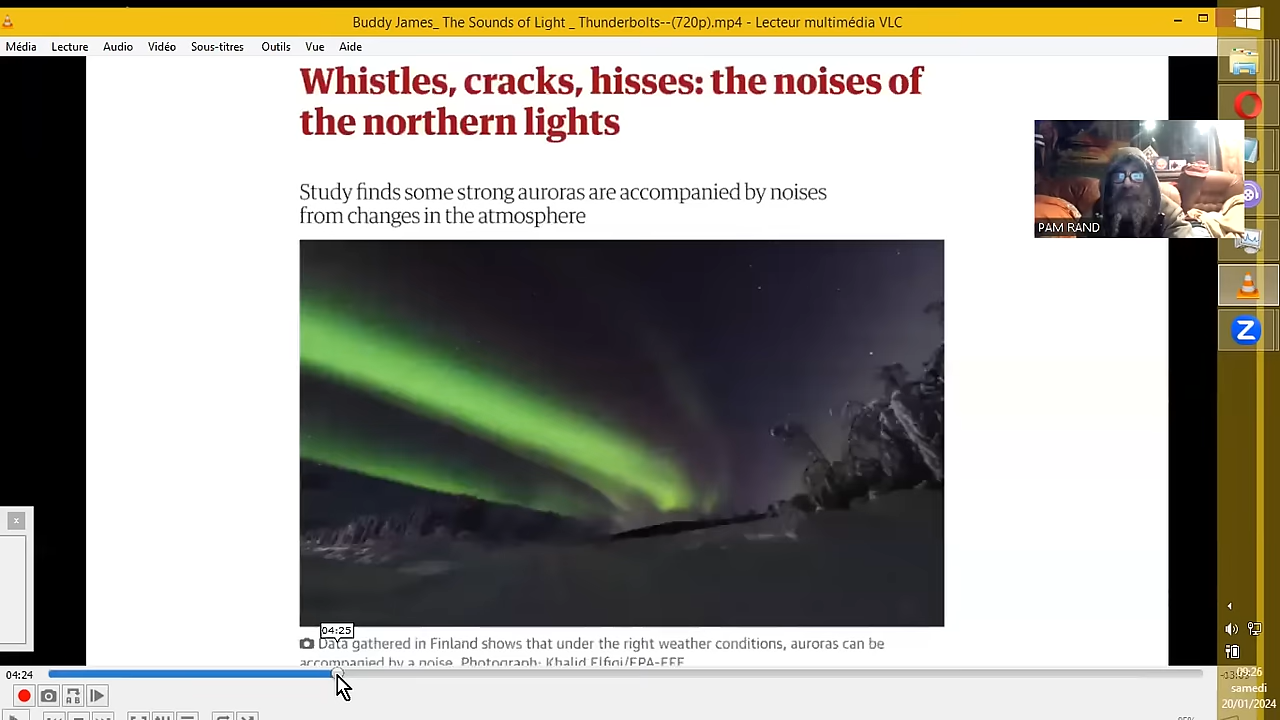 Buddy James_ The Sounds of Light _ Thunderbolts--(720p).mp4 - Lecteur multimédia VLC
Média Lecture Audio Vidéo Sous-titres Outils Vue Aide
Whistles, cracks, hisses: the noises of
the northern lights
Study finds some strong auroras are accompanied by noises
from changes in the atmosphere
PAM RAND
04:25
Data gathered in Finland shows that under the right weather conditions, auroras can be
accompanied by a noise. Photograph: Khalid Elfiqi/EPA-EFE
04:24
09:26
samedi
20/01/2024